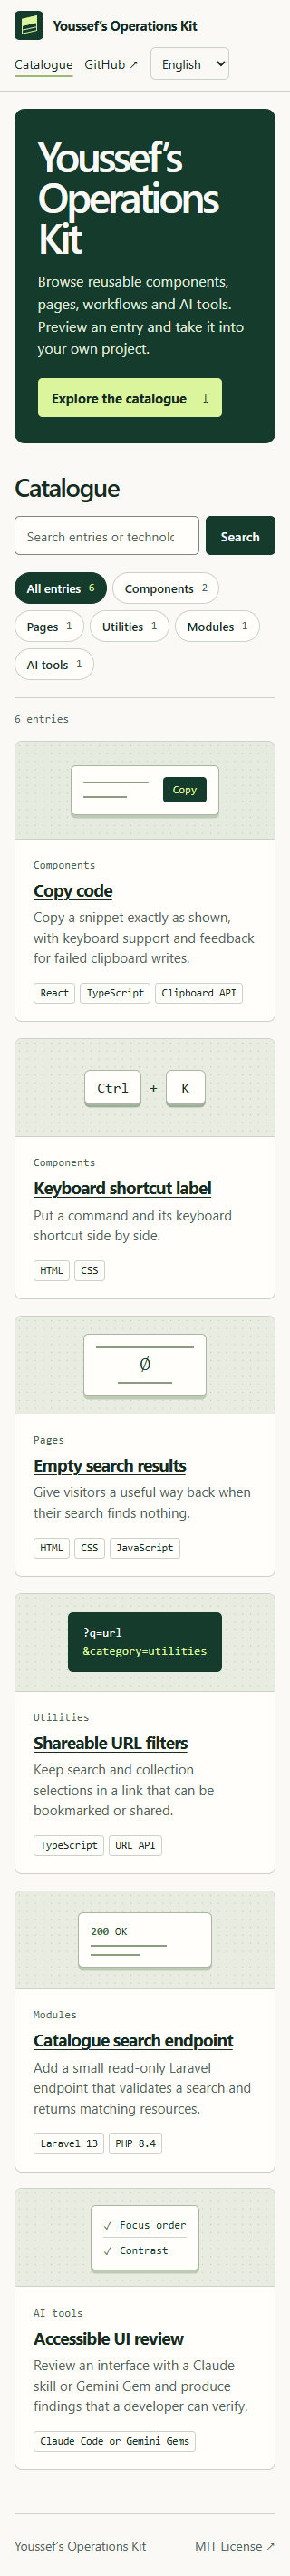 Youssef's Operations Kit
Catalogue GitHub ↗ English
Youssef's
Operations
Kit
Browse reusable components,
pages, workflows and AI tools.
Preview an entry and take it into
your own project.
Explore the catalogue ↓
Catalogue
Search entries or technolo Search
All entries 6 Components 2
Pages 1 Utilities 1 Modules 1
AI tools 1
6 entries
Copy
Components
Copy code
Copy a snippet exactly as shown,
with keyboard support and feedback
for failed clipboard writes.
React TypeScript Clipboard API
Ctrl + K
Components
Keyboard shortcut label
Put a command and its keyboard
shortcut side by side.
HTML CSS
Ø
Pages
Empty search results
Give visitors a useful way back when
their search finds nothing.
HTML CSS JavaScript
?q=url
&category=utilities
Utilities
Shareable URL filters
Keep search and collection
selections in a link that can be
bookmarked or shared.
TypeScript URL API
200 OK
Modules
Catalogue search endpoint
Add a small read-only Laravel
endpoint that validates a search and
returns matching resources.
Laravel 13 PHP 8.4
✓ Focus order
✓ Contrast
AI tools
Accessible UI review
Review an interface with a Claude
skill or Gemini Gem and produce
findings that a developer can verify.
Claude Code or Gemini Gems
Youssef's Operations Kit MIT License ↗